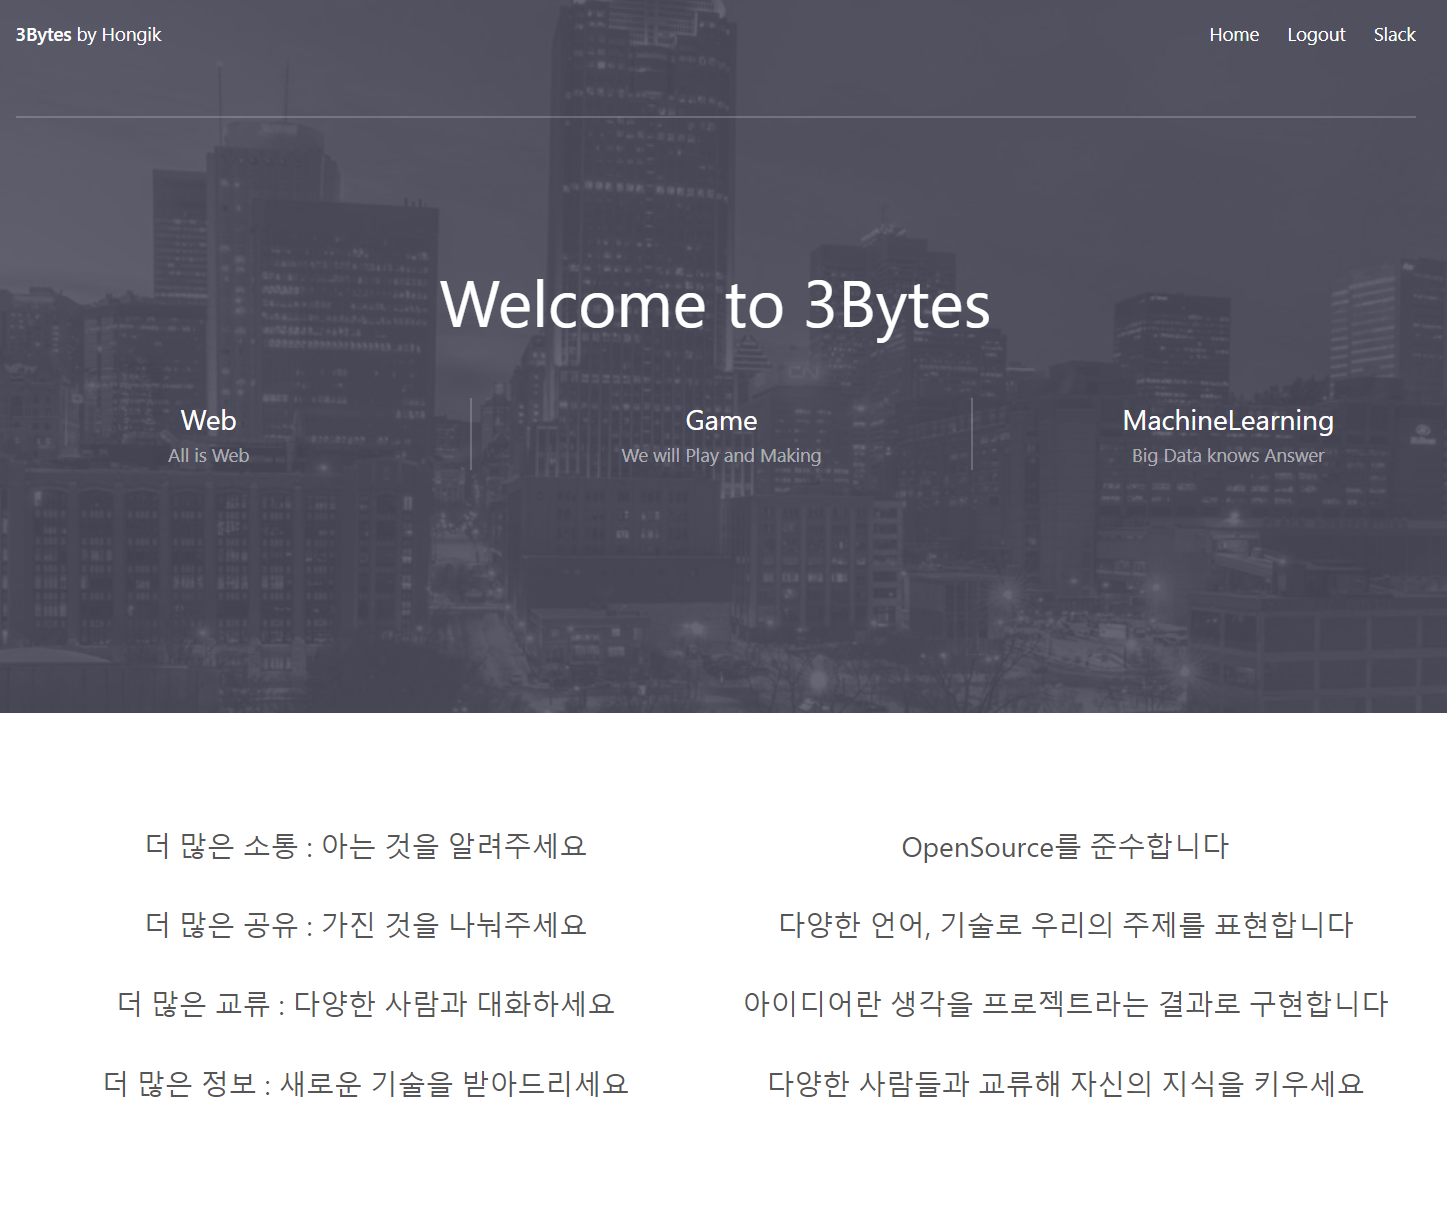 3Bytes by Hongik
Home Logout Slack
Welcome to 3Bytes
Web Game MachineLearning
All is Web We will Play and Making Big Data knows Answer
더 많은 소통 : 아는 것을 알려주세요
더 많은 공유 : 가진 것을 나눠주세요
더 많은 교류 : 다양한 사람과 대화하세요
더 많은 정보 : 새로운 기술을 받아드리세요
OpenSource를 준수합니다
다양한 언어, 기술로 우리의 주제를 표현합니다
아이디어란 생각을 프로젝트라는 결과로 구현합니다
다양한 사람들과 교류해 자신의 지식을 키우세요